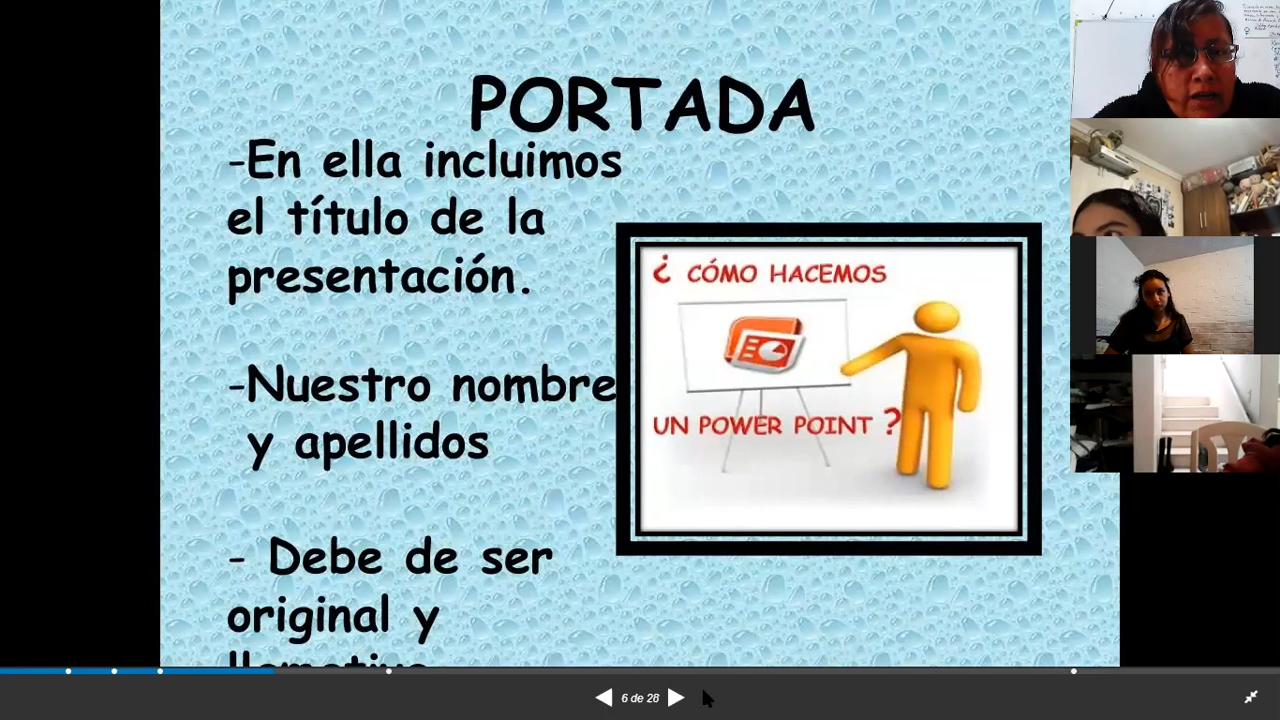 PORTADA
-En ella incluimos
el título de la
presentación.
-Nuestro nombre
y apellidos
- Debe de ser
original y
¿ CÓMO HACEMOS
UN POWER POINT ?
6 de 28